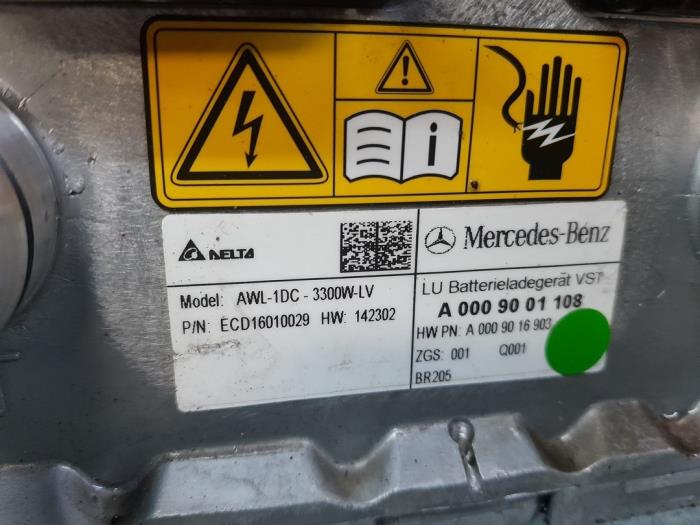 i
DELTA
Model: AWL-1DC - 3300W-LV
P/N: ECD16010029 HW: 142302
Mercedes-Benz
LU Batterieladegerät VST
A 000 90 01 108
HW PN: A 000 90 16 903
ZGS: 001 Q001
BR205